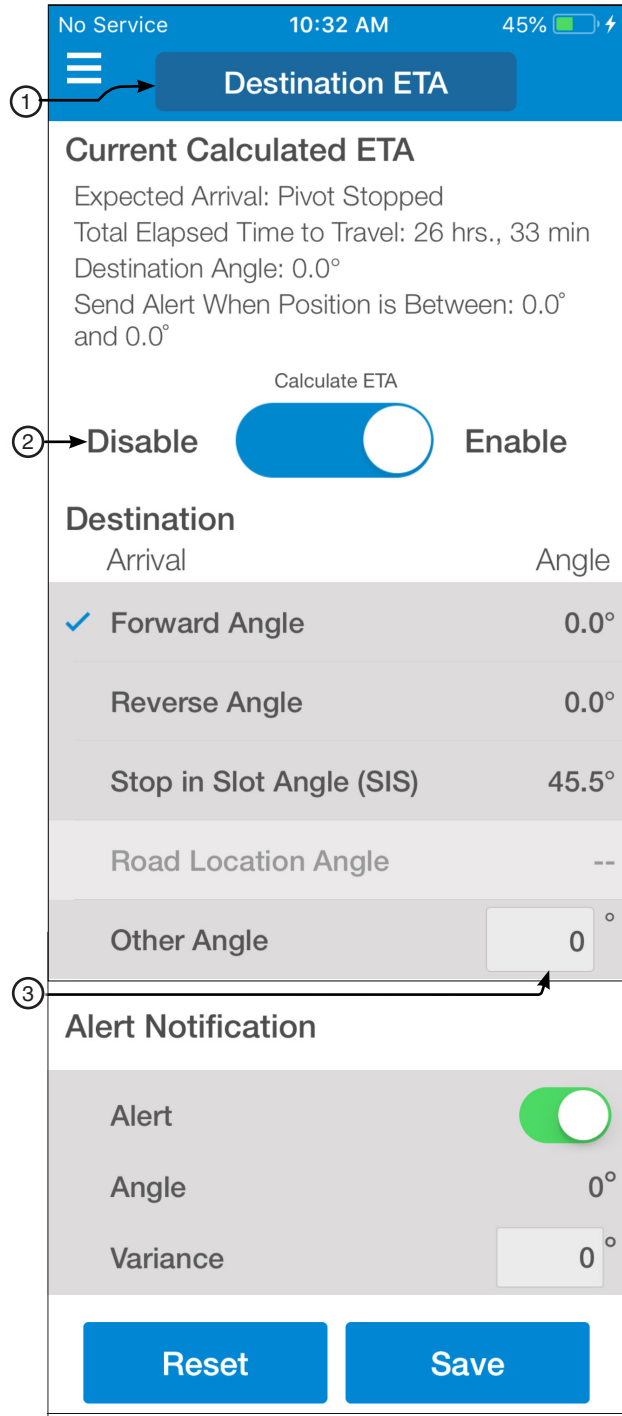 No Service 10:32 AM 45%
1
Destination ETA
Current Calculated ETA
Expected Arrival: Pivot Stopped
Total Elapsed Time to Travel: 26 hrs., 33 min
Destination Angle: 0.0°
Send Alert When Position is Between: 0.0°
and 0.0°
Calculate ETA
2
Disable Enable
Destination
Arrival Angle
Forward Angle 0.0°
Reverse Angle 0.0°
Stop in Slot Angle (SIS) 45.5°
Road Location Angle --
Other Angle 0 °
3
Alert Notification
Alert
Angle 0°
Variance 0 °
Reset Save